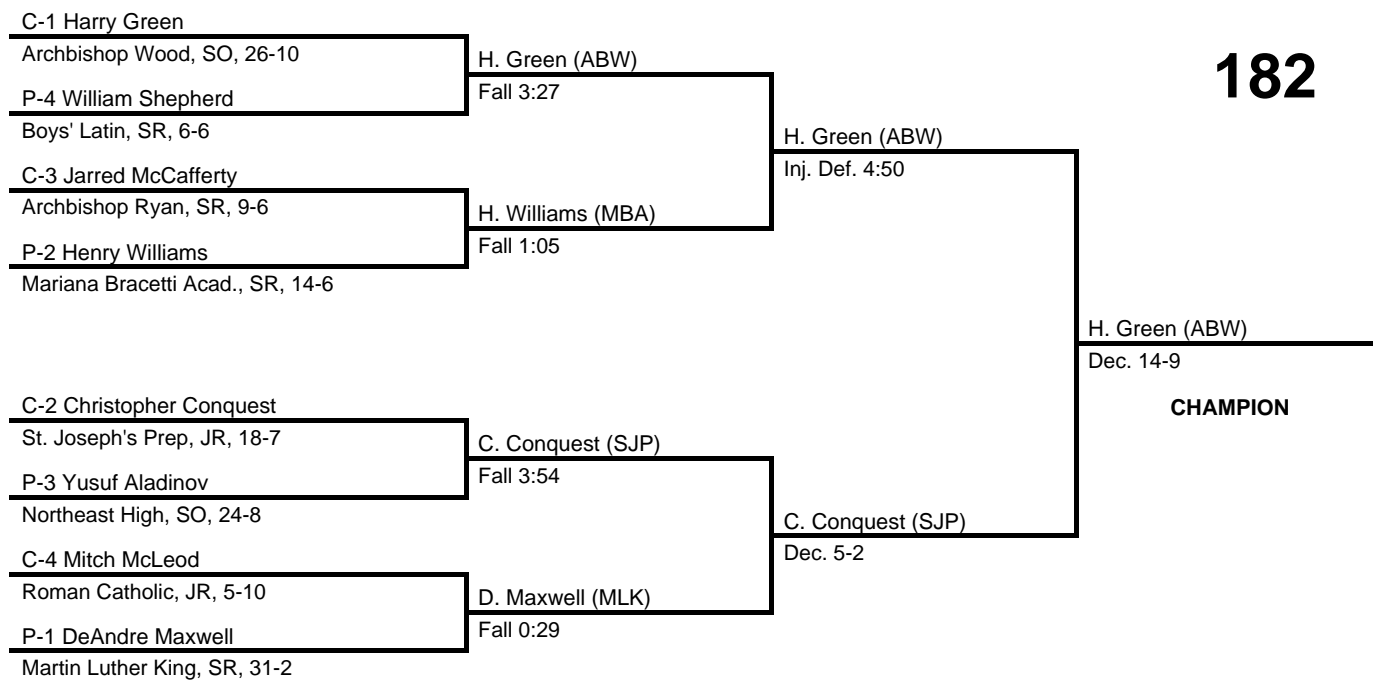 C-1 Harry Green
Archbishop Wood, SO, 26-10
H. Green (ABW)
182
P-4 William Shepherd
Fall 3:27
Boys' Latin, SR, 6-6
H. Green (ABW)
C-3 Jarred McCafferty
Inj. Def. 4:50
Archbishop Ryan, SR, 9-6
H. Williams (MBA)
P-2 Henry Williams
Fall 1:05
Mariana Bracetti Acad., SR, 14-6
H. Green (ABW)
Dec. 14-9
CHAMPION
C-2 Christopher Conquest
St. Joseph's Prep, JR, 18-7
C. Conquest (SJP)
P-3 Yusuf Aladinov
Fall 3:54
Northeast High, SO, 24-8
C. Conquest (SJP)
C-4 Mitch McLeod
Dec. 5-2
Roman Catholic, JR, 5-10
D. Maxwell (MLK)
P-1 DeAndre Maxwell
Fall 0:29
Martin Luther King, SR, 31-2